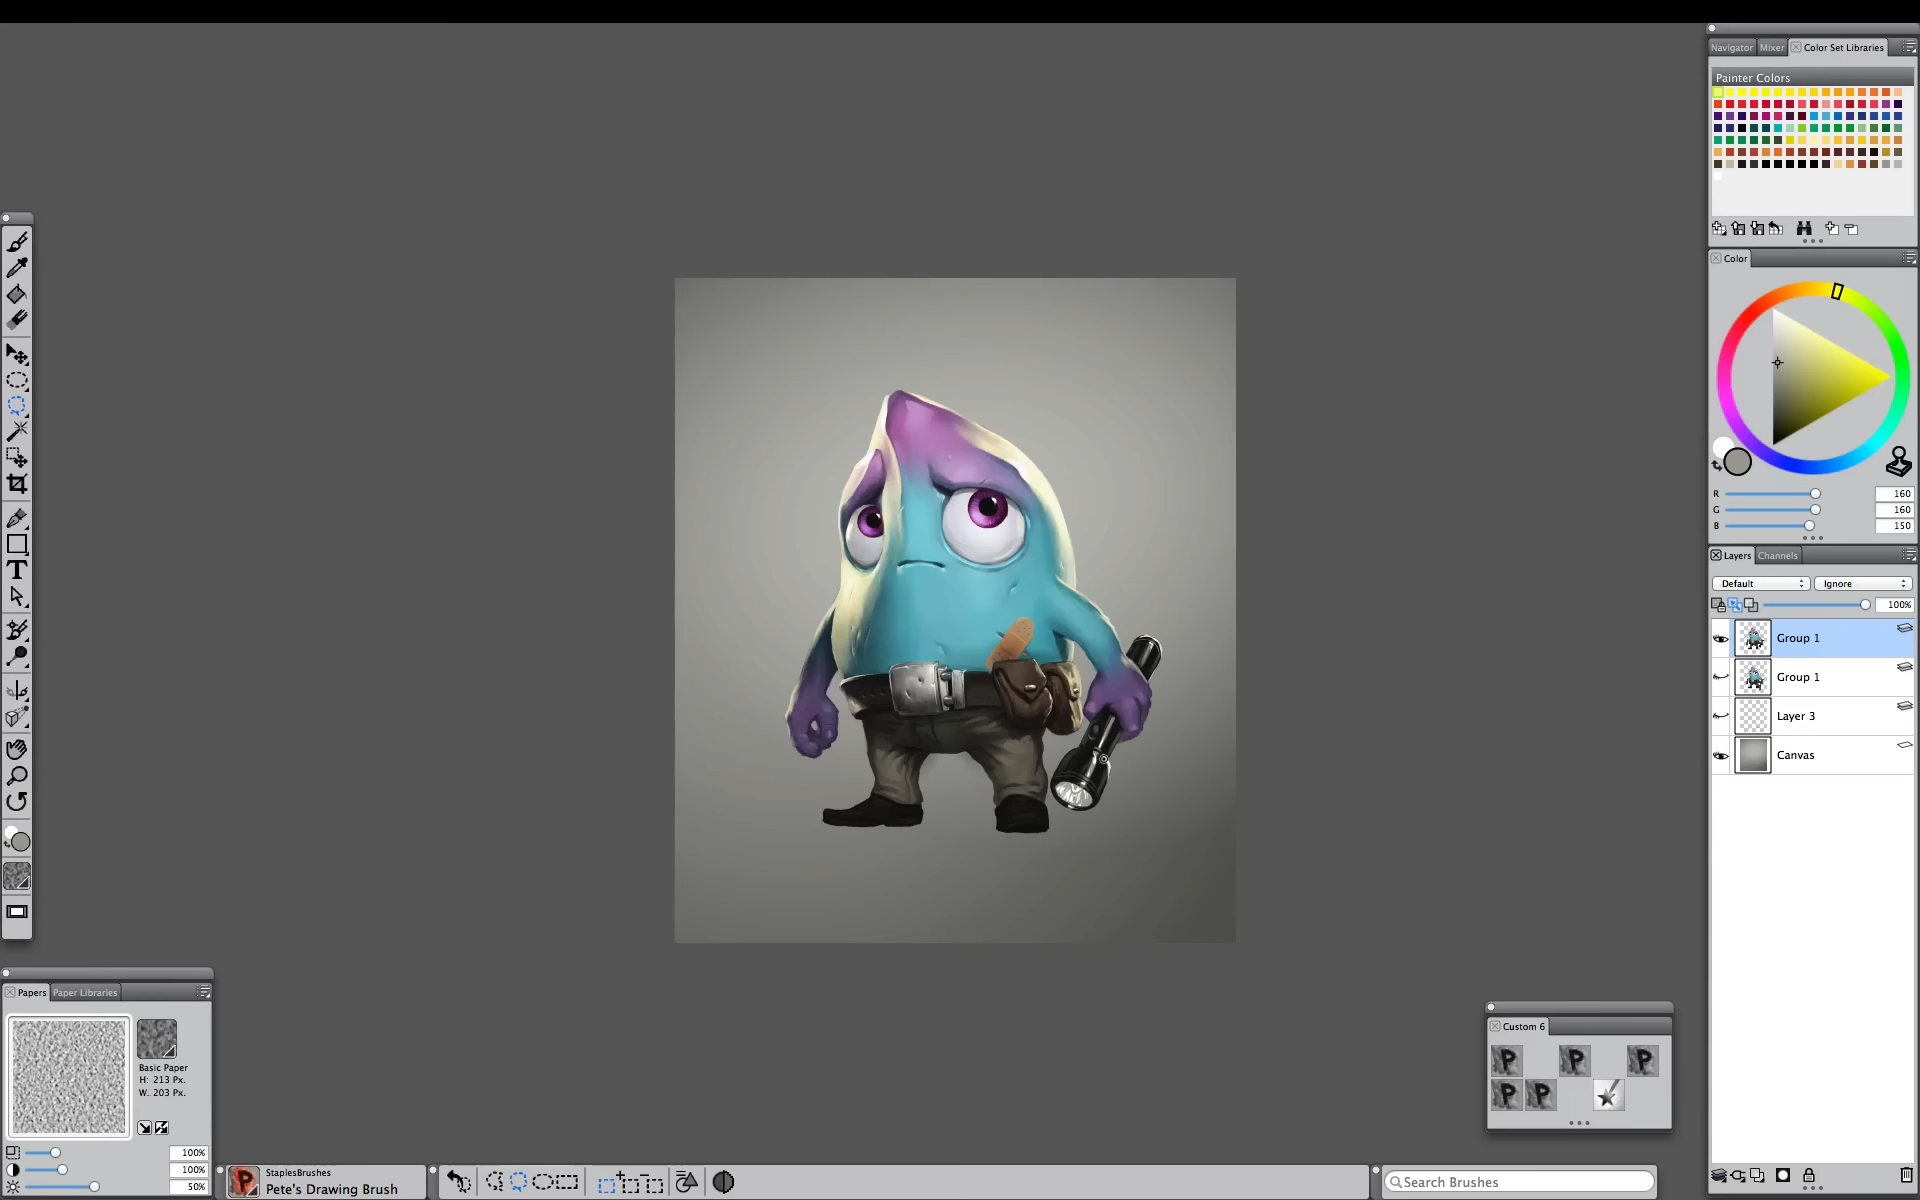 Navigator Mixer Color Set Libraries
Painter Colors
Color
R 160
G 160
B 150
Layers Channels
Default Ignore
100%
Group 1
Group 1
Layer 3
Canvas
T
Papers Paper Libraries
Basic Paper
H: 213 Px.
W.. 203 Px.
100%
100%
50%
StaplesBrushes
Pete's Drawing Brush
Custom 6
P P P
P P
Search Brushes